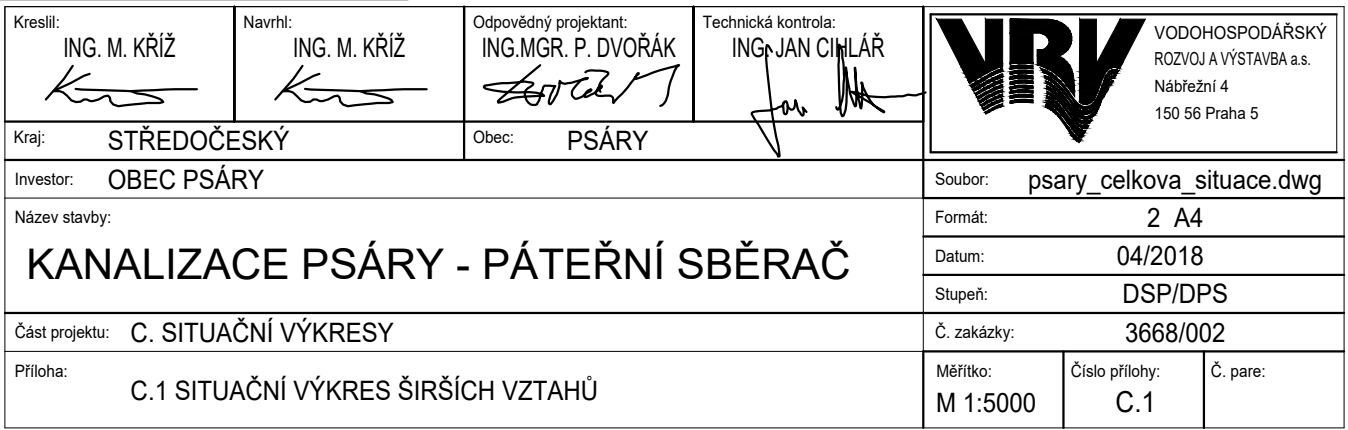 Kreslil: Navrhl: Odpovědný projektant: Technická kontrola:
ING. M. KŘÍŽ ING. M. KŘÍŽ ING.MGR. P. DVOŘÁK ING. JAN CIHLÁŘ
VRV
VODOHOSPODÁŘSKÝ
ROZVOJ A VÝSTAVBA a.s.
Nábřežní 4
150 56 Praha 5
Kraj: STŘEDOČESKÝ Obec: PSÁRY
Investor: OBEC PSÁRY
Soubor: psary_celkova_situace.dwg
Název stavby:
KANALIZACE PSÁRY - PÁTEŘNÍ SBĚRAČ
Formát: 2 A4
Datum: 04/2018
Stupeň: DSP/DPS
Část projektu: C. SITUAČNÍ VÝKRESY
Č. zakázky: 3668/002
Příloha:
C.1 SITUAČNÍ VÝKRES ŠIRŠÍCH VZTAHŮ
Měřítko: Číslo přílohy: Č. pare:
M 1:5000 C.1